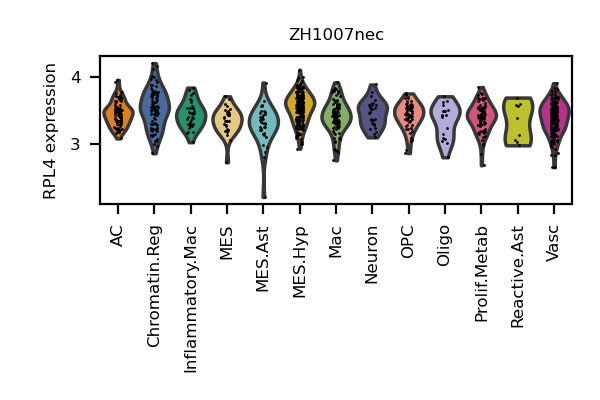 ZH1007nec
RPL4 expression
4
3
AC
Chromatin.Reg
Inflammatory.Mac
MES
MES.Ast
MES.Hyp
Mac
Neuron
OPC
Oligo
Prolif.Metab
Reactive.Ast
Vasc